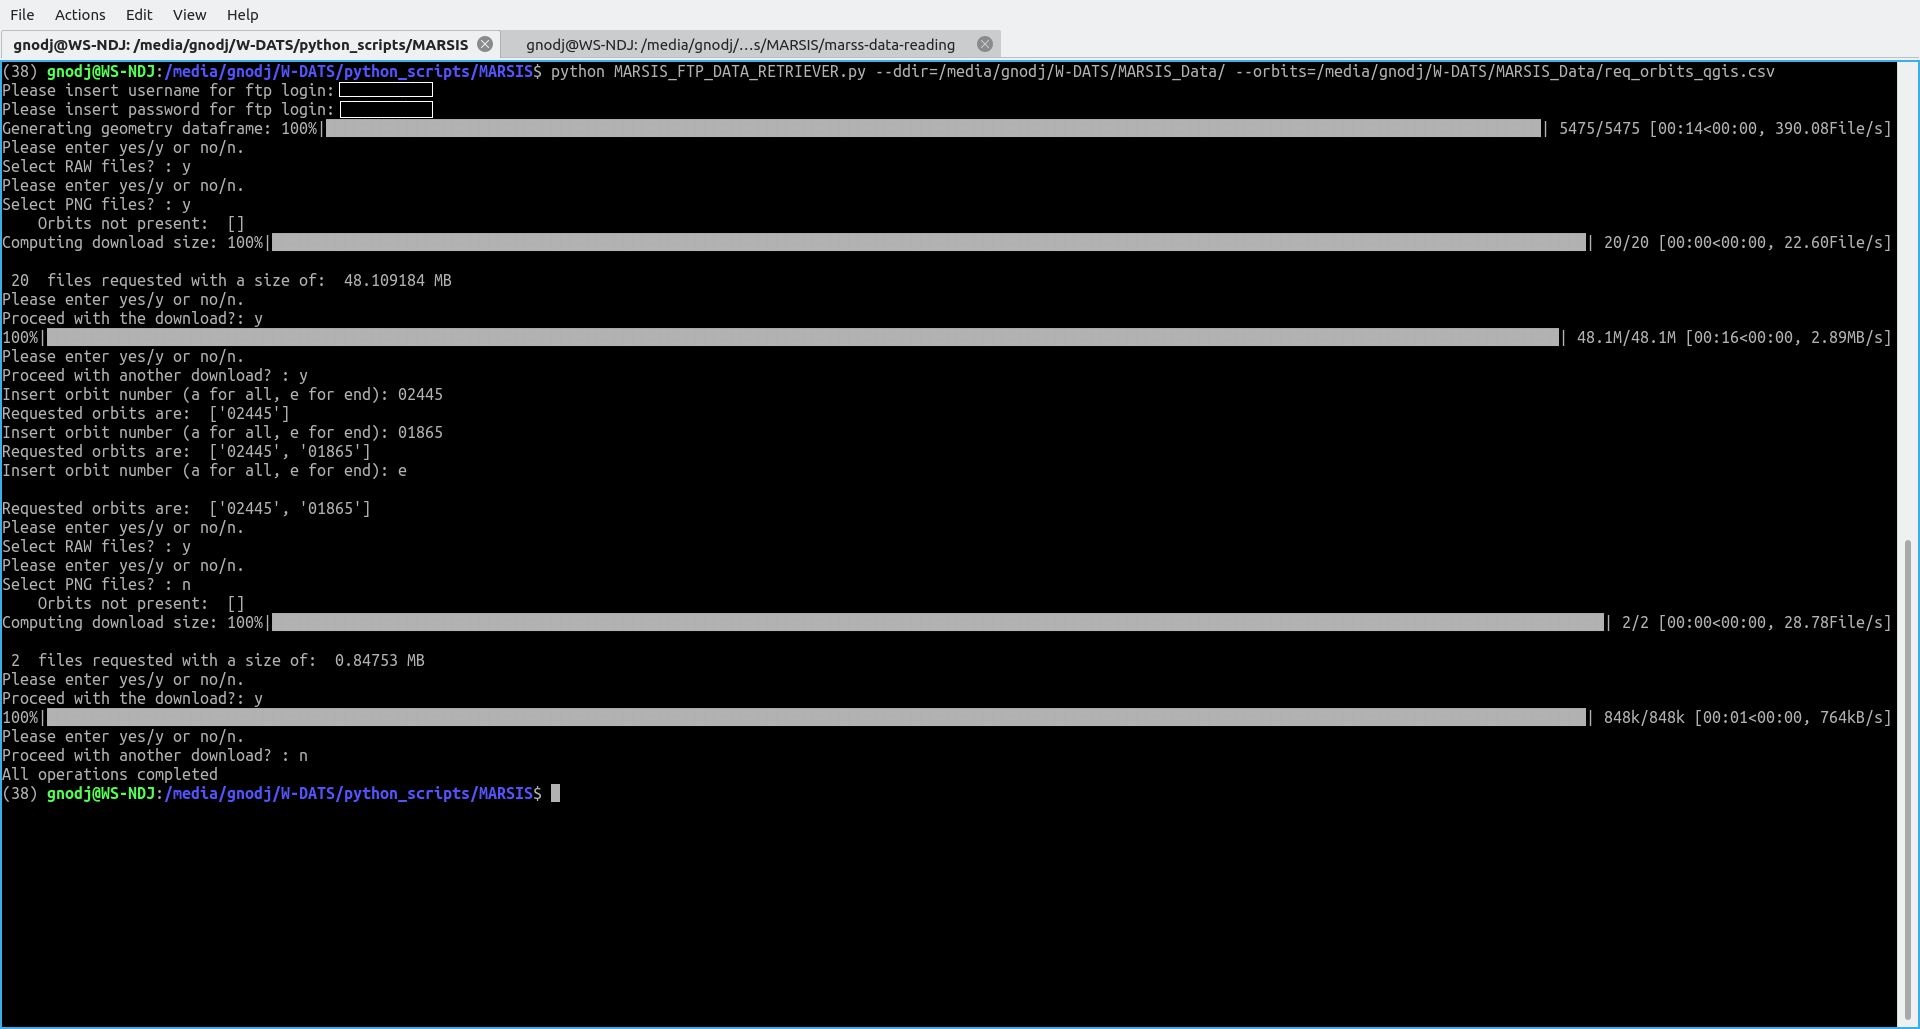 File Actions Edit View Help
gnodj@WS-NDJ: /media/gnodj/W-DATS/python_scripts/MARSIS gnodj@WS-NDJ: /media/gnodj/…s/MARSIS/marss-data-reading
(38) gnodj@WS-NDJ:/media/gnodj/W-DATS/python_scripts/MARSIS$ python MARSIS_FTP_DATA_RETRIEVER.py --ddir=/media/gnodj/W-DATS/MARSIS_Data/ --orbits=/media/gnodj/W-DATS/MARSIS_Data/req_orbits_qgis.csv
Please insert username for ftp login:
Please insert password for ftp login:
Generating geometry dataframe: 100%| | 5475/5475 [00:14<00:00, 390.08File/s]
Please enter yes/y or no/n.
Select RAW files? : y
Please enter yes/y or no/n.
Select PNG files? : y
Orbits not present:  []
Computing download size: 100%| | 20/20 [00:00<00:00, 22.60File/s]
20  files requested with a size of:  48.109184 MB
Please enter yes/y or no/n.
Proceed with the download?: y
100%| | 48.1M/48.1M [00:16<00:00, 2.89MB/s]
Please enter yes/y or no/n.
Proceed with another download? : y
Insert orbit number (a for all, e for end): 02445
Requested orbits are:  ['02445']
Insert orbit number (a for all, e for end): 01865
Requested orbits are:  ['02445', '01865']
Insert orbit number (a for all, e for end): e
Requested orbits are:  ['02445', '01865']
Please enter yes/y or no/n.
Select RAW files? : y
Please enter yes/y or no/n.
Select PNG files? : n
Orbits not present:  []
Computing download size: 100%| | 2/2 [00:00<00:00, 28.78File/s]
2  files requested with a size of:  0.84753 MB
Please enter yes/y or no/n.
Proceed with the download?: y
100%| | 848k/848k [00:01<00:00, 764kB/s]
Please enter yes/y or no/n.
Proceed with another download? : n
All operations completed
(38) gnodj@WS-NDJ:/media/gnodj/W-DATS/python_scripts/MARSIS$